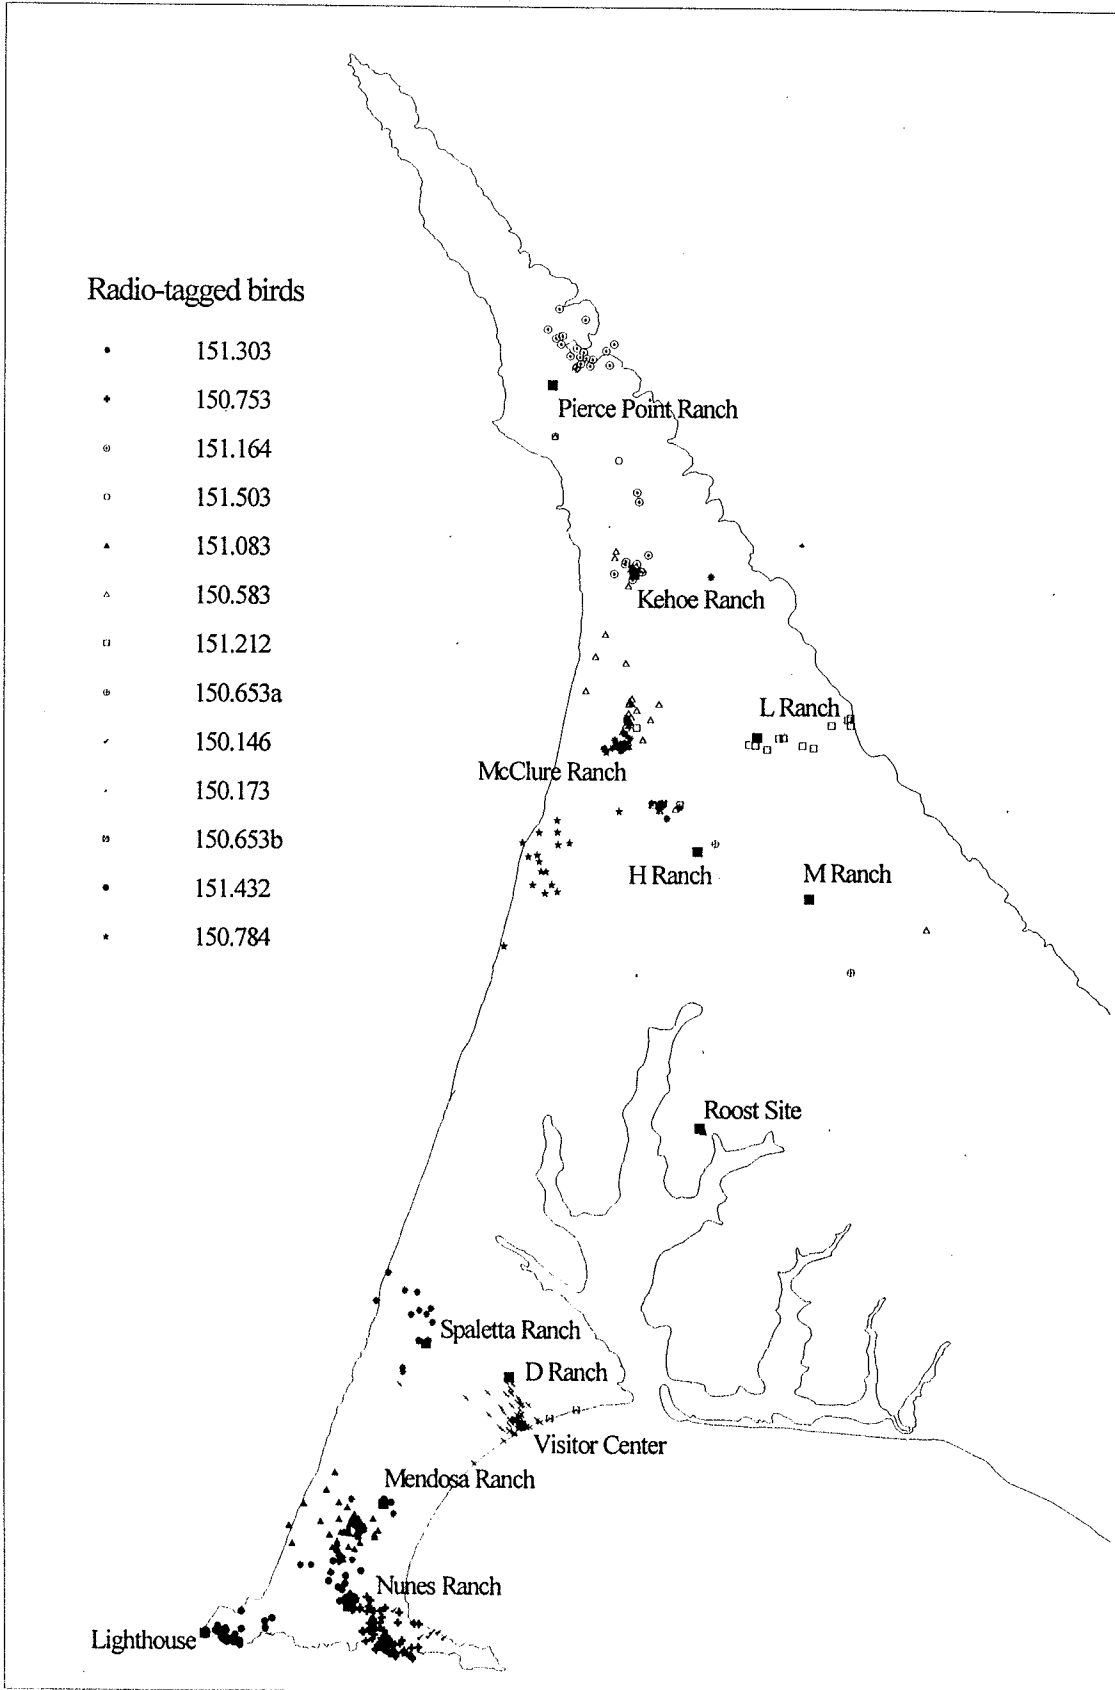 Radio-tagged birds
151.303
150.753
151.164
151.503
151.083
150.583
151.212
150.653a
150.146
150.173
150.653b
151.432
150.784
Pierce Point Ranch
Kehoe Ranch
L Ranch
McClure Ranch
H Ranch
M Ranch
Roost Site
Spaletta Ranch
D Ranch
Visitor Center
Mendosa Ranch
Nunes Ranch
Lighthouse